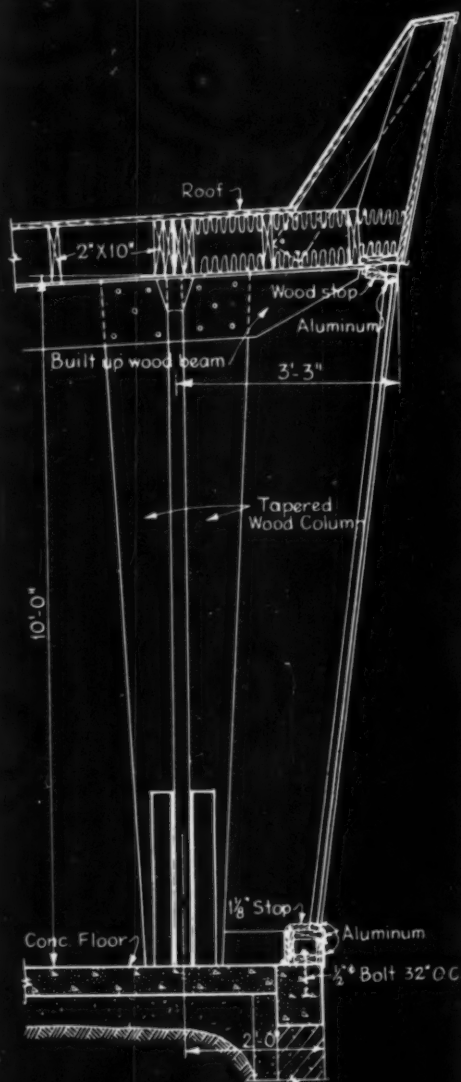 Roof
2"X10"
Wood stop
Aluminum
Built up wood beam
3'-3"
Tapered
Wood Colum
10'-0"
1⅛" Stop
Conc. Floor
Aluminum
½"ᶲ Bolt 32" O.C
2'-0"